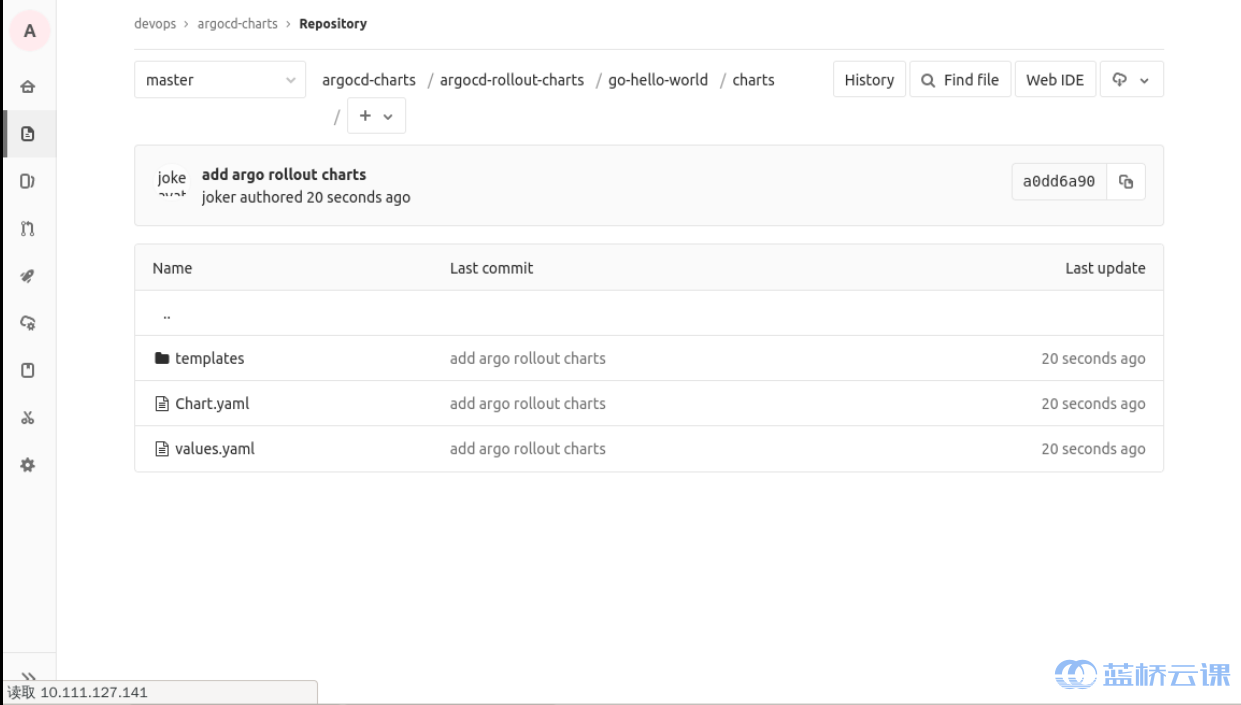 A
devops › argocd-charts › Repository
master
argocd-charts / argocd-rollout-charts / go-hello-world / charts
/ +
History
Find file
Web IDE
joke
add argo rollout charts
joker authored 20 seconds ago
a0dd6a90
Name Last commit Last update
..
templates add argo rollout charts 20 seconds ago
Chart.yaml add argo rollout charts 20 seconds ago
values.yaml add argo rollout charts 20 seconds ago
读取 10.111.127.141
蓝桥云课